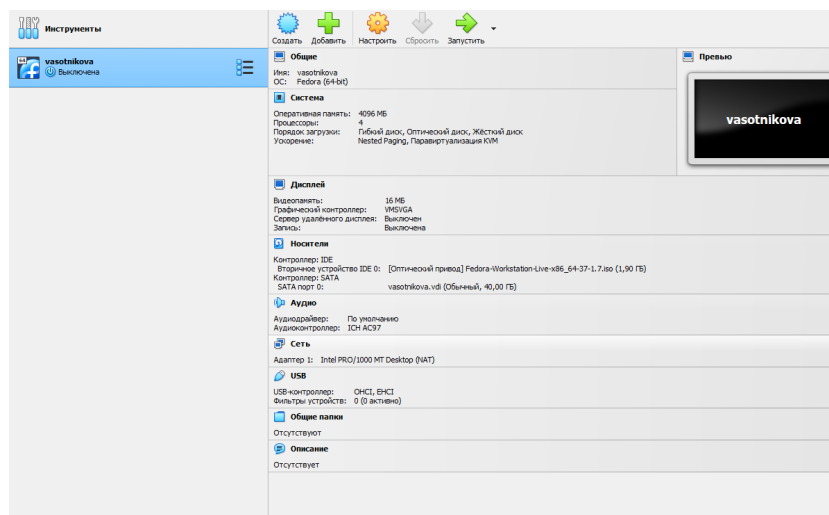 Инструменты
Создать Добавить Настроить Сбросить Запустить
64
vasotnikova
Выключена
Общие
Имя: vasotnikova
ОС: Fedora (64-bit)
Превью
vasotnikova
Система
Оперативная память: 4096 МБ
Процессоры: 4
Порядок загрузки: Гибкий диск, Оптический диск, Жёсткий диск
Ускорение: Nested Paging, Паравиртуализация KVM
Дисплей
Видеопамять: 16 МБ
Графический контроллер: VMSVGA
Сервер удалённого дисплея: Выключен
Запись: Выключена
Носители
Контроллер: IDE
Вторичное устройство IDE 0: [Оптический привод] Fedora-Workstation-Live-x86_64-37-1.7.iso (1,90 ГБ)
Контроллер: SATA
SATA порт 0: vasotnikova.vdi (Обычный, 40,00 ГБ)
Аудио
Аудиодрайвер: По умолчанию
Аудиоконтроллер: ICH AC97
Сеть
Адаптер 1: Intel PRO/1000 MT Desktop (NAT)
USB
USB-контроллер: OHCI, EHCI
Фильтры устройств: 0 (0 активно)
Общие папки
Отсутствуют
Описание
Отсутствует